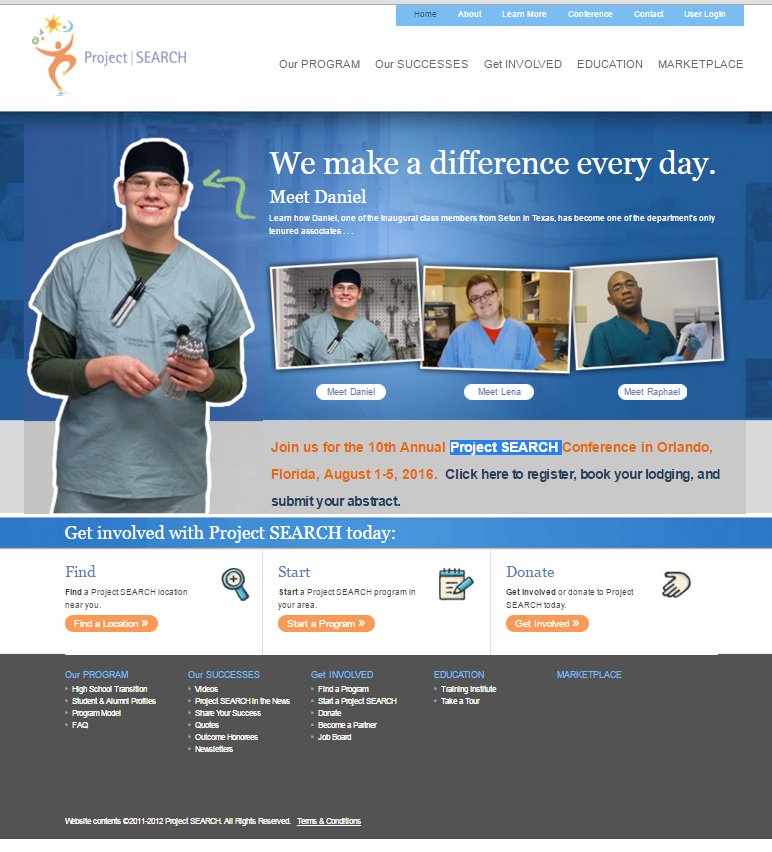 Home About Learn More Conference Contact User Login
Project | SEARCH
Our PROGRAM Our SUCCESSES Get INVOLVED EDUCATION MARKETPLACE
We make a difference every day.
Meet Daniel
Learn how Daniel, one of the inaugural class members from Seton in Texas, has become one of the department's only
tenured associates . . .
Meet Daniel Meet Lena Meet Raphael
Join us for the 10th Annual Project SEARCH Conference in Orlando,
Florida, August 1-5, 2016. Click here to register, book your lodging, and
submit your abstract.
Get involved with Project SEARCH today:
Find
Find a Project SEARCH location
near you.
Find a Location »
Start
Start a Project SEARCH program in
your area.
Start a Program »
Donate
Get Involved or donate to Project
SEARCH today.
Get Involved »
Our PROGRAM
High School Transition
Student & Alumni Profiles
Program Model
FAQ
Our SUCCESSES
Videos
Project SEARCH in the News
Share Your Success
Quotes
Outcome Honorees
Newsletters
Get INVOLVED
Find a Program
Start a Project SEARCH
Donate
Become a Partner
Job Board
EDUCATION
Training Institute
Take a Tour
MARKETPLACE
Website contents ©2011-2012 Project SEARCH. All Rights Reserved. Terms & Conditions